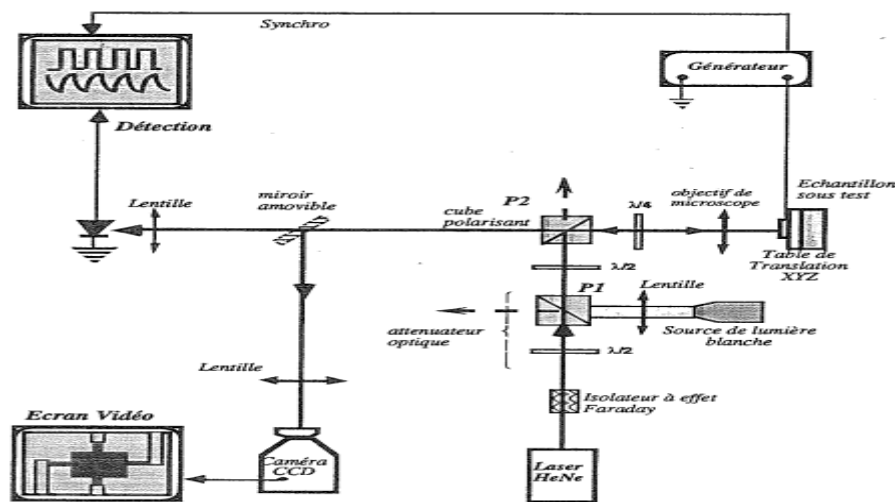 Synchro
Générateur
Détection
Lentille
miroir
amovible
P2
cube
polarisant
λ/4
objectif de
microscope
Echantillon
sous test
Table de
Translation
XYZ
λ/2
P1
Lentille
attenuateur
optique
Source de lumière
blanche
λ/2
Lentille
Isolateur à effet
Faraday
Ecran Vidéo
Caméra
CCD
Laser
HeNe